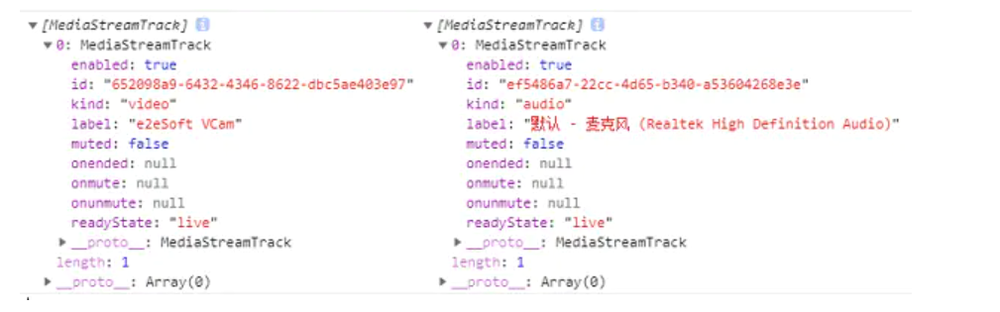 [MediaStreamTrack]
0: MediaStreamTrack
enabled: true
id: "652098a9-6432-4346-8622-dbc5ae403e97"
kind: "video"
label: "e2eSoft VCam"
muted: false
onended: null
onmute: null
onunmute: null
readyState: "live"
__proto__: MediaStreamTrack
length: 1
__proto__: Array(0)
[MediaStreamTrack]
0: MediaStreamTrack
enabled: true
id: "ef5486a7-22cc-4d65-b340-a53604268e3e"
kind: "audio"
label: "默认 - 麦克风 (Realtek High Definition Audio)"
muted: false
onended: null
onmute: null
onunmute: null
readyState: "live"
__proto__: MediaStreamTrack
length: 1
__proto__: Array(0)